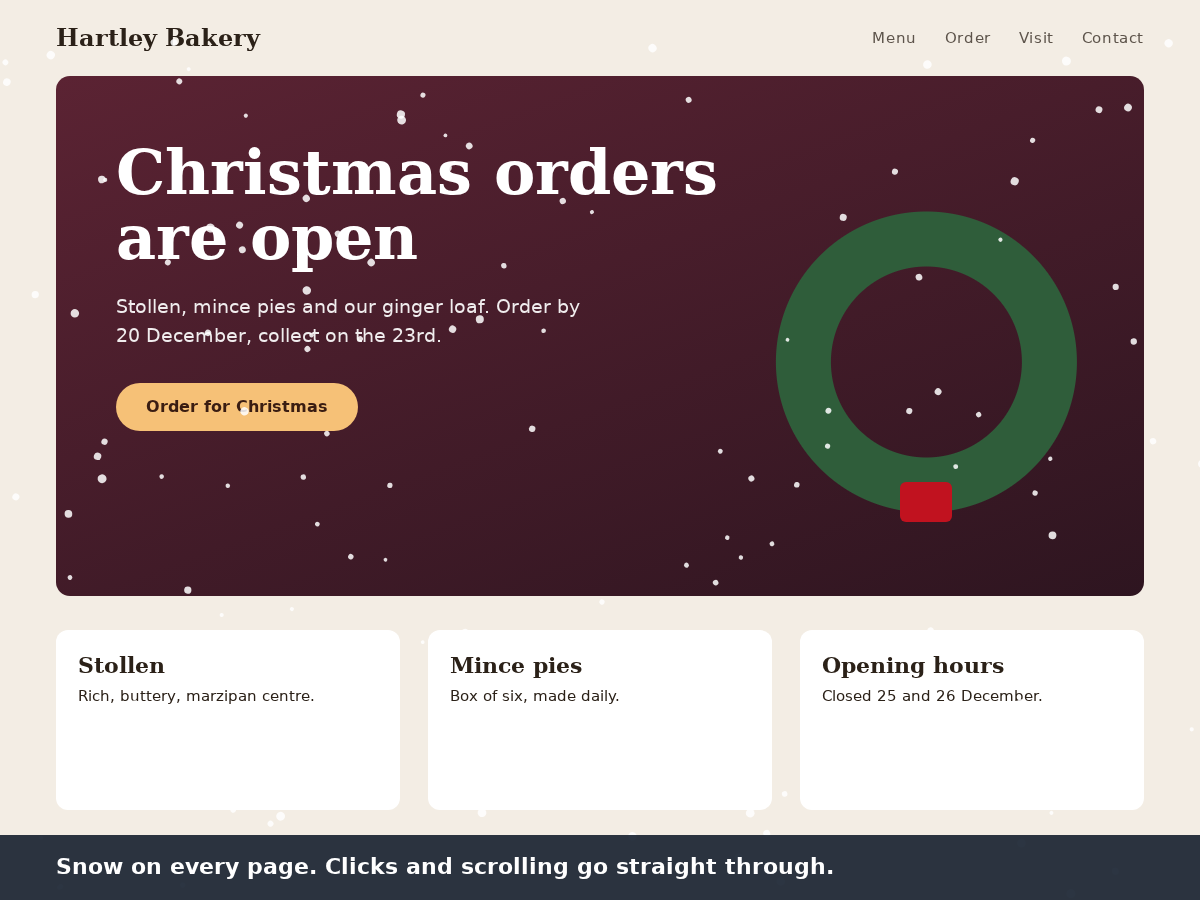 Hartley Bakery
Menu Order Visit Contact
Christmas orders
are open
Stollen, mince pies and our ginger loaf. Order by
20 December, collect on the 23rd.
Order for Christmas
Stollen
Rich, buttery, marzipan centre.
Mince pies
Box of six, made daily.
Opening hours
Closed 25 and 26 December.
Snow on every page. Clicks and scrolling go straight through.